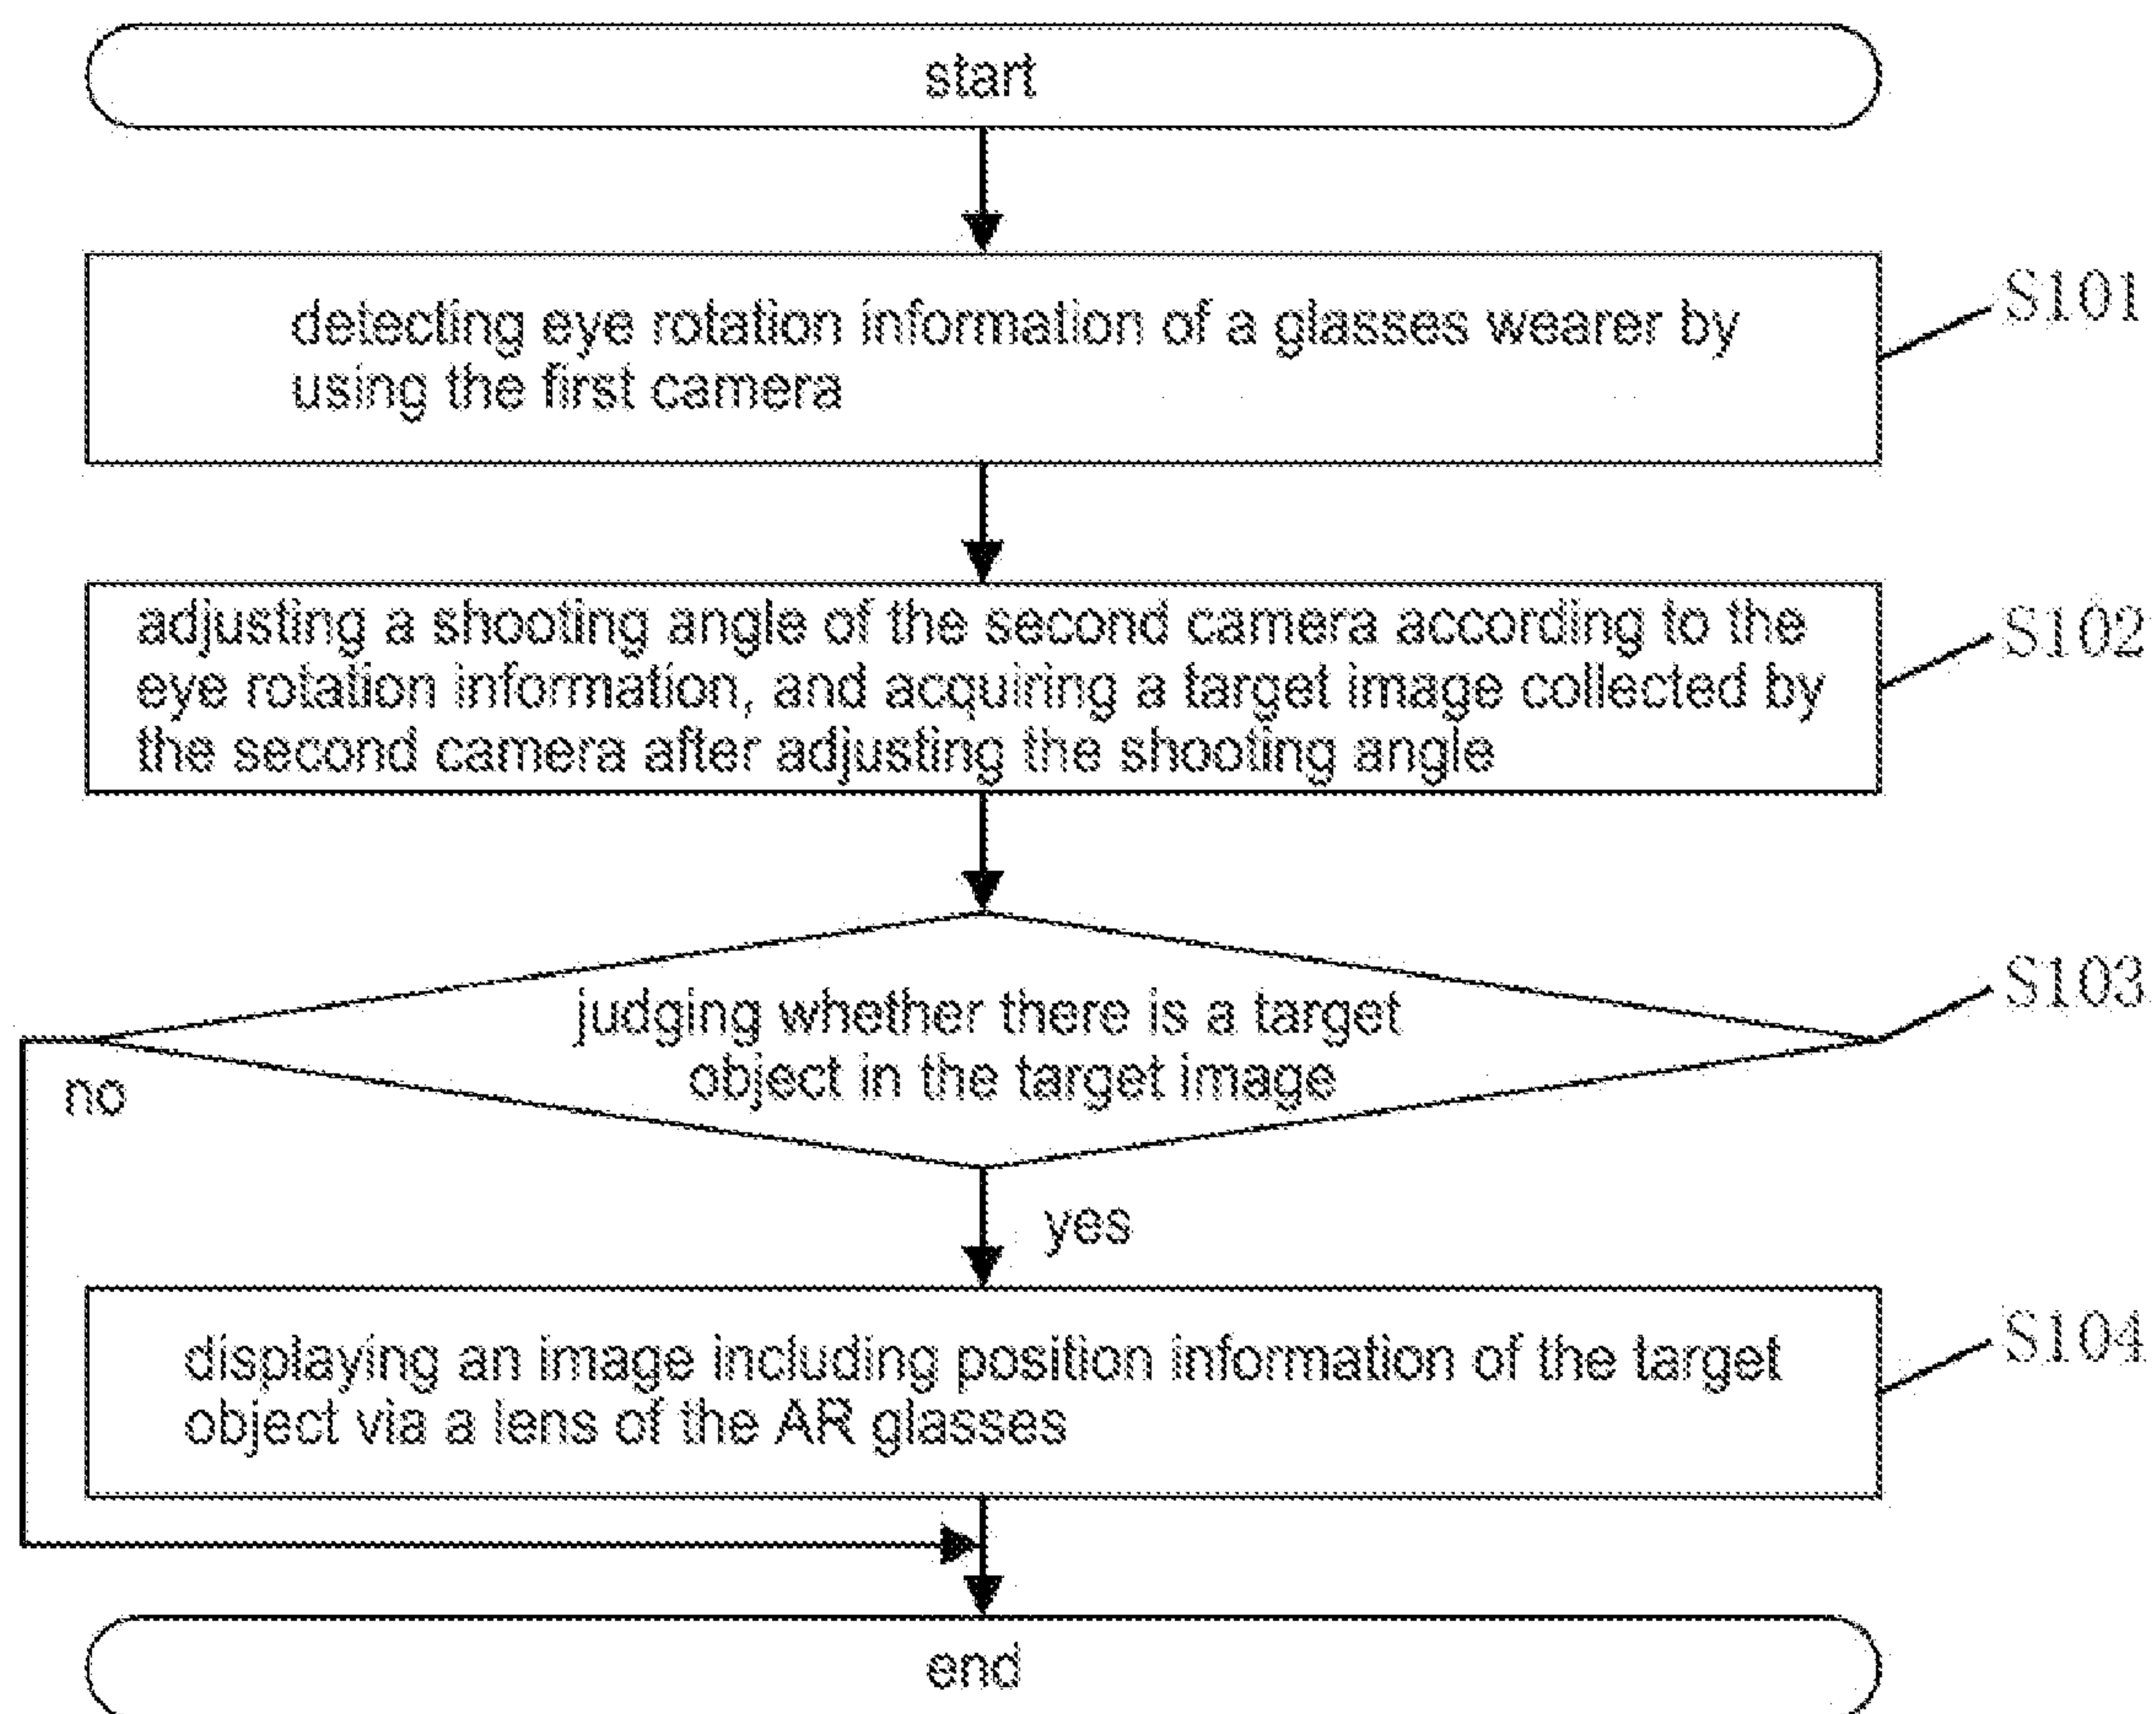 start
detecting eye rotation information of a glasses wearer by
using the first camera
S101
adjusting a shooting angle of the second camera according to the
eye rotation information, and acquiring a target image collected by
the second camera after adjusting the shooting angle
S102
judging whether there is a target
object in the target image
S103
no
yes
displaying an image including position information of the target
object via a lens of the AR glasses
S104
end